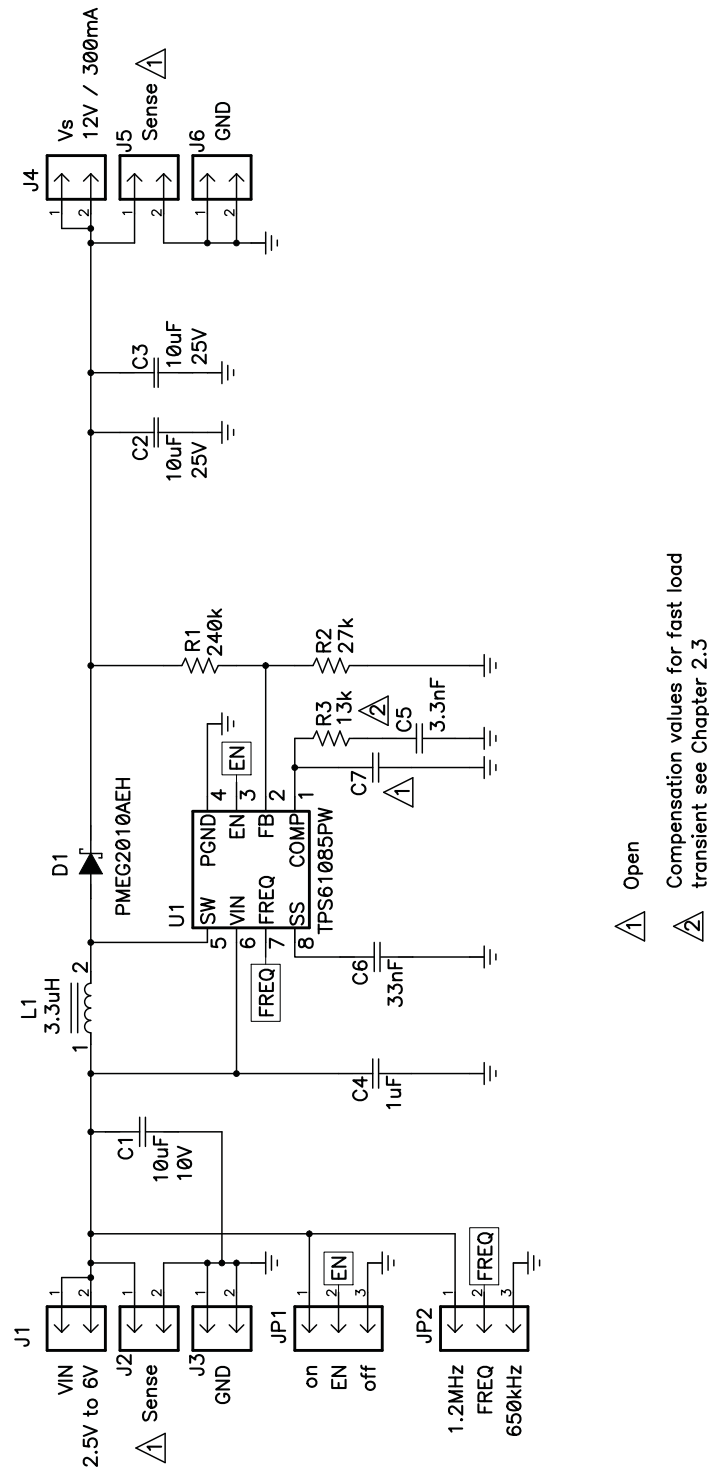 J1
VIN
2.5V to 6V
1
2
J2
Sense
1
1
2
J3
GND
1
2
JP1
on
EN
off
1
2
3
EN
JP2
1.2MHz
FREQ
650kHz
1
2
3
FREQ
C1
10uF
10V
L1
3.3uH
1
2
C4
1uF
C6
33nF
D1
PMEG2010AEH
U1
SW
VIN
FREQ
SS
5
6
7
8
FREQ
PGND
EN
FB
COMP
4
3
2
1
EN
TPS61085PW
C7
1
R3
13k
2
C5
3.3nF
R1
240k
R2
27k
C2
10uF
25V
C3
10uF
25V
J4
Vs
12V / 300mA
1
2
J5
Sense
1
1
2
J6
GND
1
2
1 Open
2 Compensation values for fast load
transient see Chapter 2.3